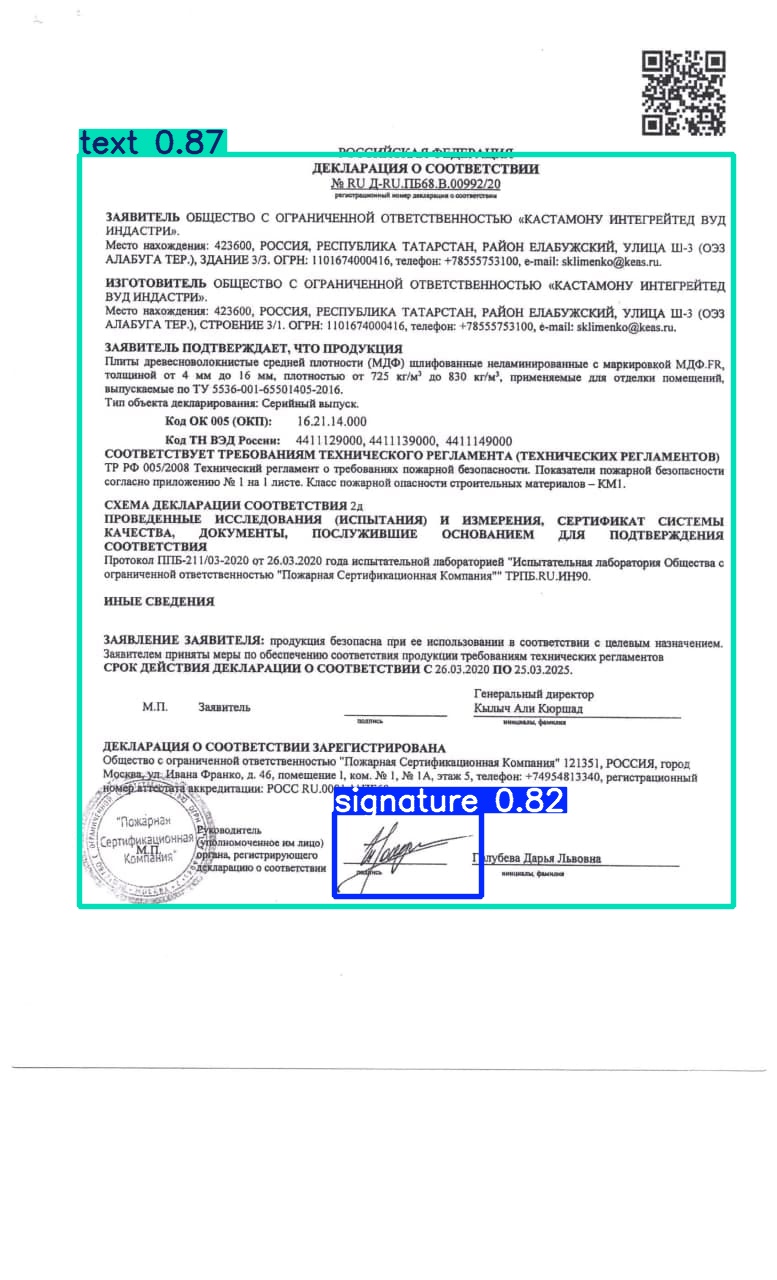 text 0.87
РОССИЙСКАЯ ФЕДЕРАЦИЯ
ДЕКЛАРАЦИЯ О СООТВЕТСТВИИ
№ RU Д-RU.ПБ68.В.00992/20
регистрационный номер декларации о соответствии
ЗАЯВИТЕЛЬ ОБЩЕСТВО С ОГРАНИЧЕННОЙ ОТВЕТСТВЕННОСТЬЮ «КАСТАМОНУ ИНТЕГРЕЙТЕД ВУД
ИНДАСТРИ».
Место нахождения: 423600, РОССИЯ, РЕСПУБЛИКА ТАТАРСТАН, РАЙОН ЕЛАБУЖСКИЙ, УЛИЦА Ш-3 (ОЭЗ
АЛАБУГА ТЕР.), ЗДАНИЕ 3/3. ОГРН: 1101674000416, телефон: +78555753100, e-mail: sklimenko@keas.ru.
ИЗГОТОВИТЕЛЬ ОБЩЕСТВО С ОГРАНИЧЕННОЙ ОТВЕТСТВЕННОСТЬЮ «КАСТАМОНУ ИНТЕГРЕЙТЕД
ВУД ИНДАСТРИ».
Место нахождения: 423600, РОССИЯ, РЕСПУБЛИКА ТАТАРСТАН, РАЙОН ЕЛАБУЖСКИЙ, УЛИЦА Ш-3 (ОЭЗ
АЛАБУГА ТЕР.), СТРОЕНИЕ 3/1. ОГРН: 1101674000416, телефон: +78555753100, e-mail: sklimenko@keas.ru.
ЗАЯВИТЕЛЬ ПОДТВЕРЖДАЕТ, ЧТО ПРОДУКЦИЯ
Плиты древесноволокнистые средней плотности (МДФ) шлифованные неламинированные с маркировкой МДФ.FR,
толщиной от 4 мм до 16 мм, плотностью от 725 кг/м³ до 830 кг/м³, применяемые для отделки помещений,
выпускаемые по ТУ 5536-001-65501405-2016.
Тип объекта декларирования: Серийный выпуск.
Код ОК 005 (ОКП): 16.21.14.000
Код ТН ВЭД России: 4411129000, 4411139000, 4411149000
СООТВЕТСТВУЕТ ТРЕБОВАНИЯМ ТЕХНИЧЕСКОГО РЕГЛАМЕНТА (ТЕХНИЧЕСКИХ РЕГЛАМЕНТОВ)
ТР РФ 005/2008 Технический регламент о требованиях пожарной безопасности. Показатели пожарной безопасности
согласно приложению № 1 на 1 листе. Класс пожарной опасности строительных материалов – КМ1.
СХЕМА ДЕКЛАРАЦИИ СООТВЕТСТВИЯ 2д
ПРОВЕДЕННЫЕ ИССЛЕДОВАНИЯ (ИСПЫТАНИЯ) И ИЗМЕРЕНИЯ, СЕРТИФИКАТ СИСТЕМЫ
КАЧЕСТВА, ДОКУМЕНТЫ, ПОСЛУЖИВШИЕ ОСНОВАНИЕМ ДЛЯ ПОДТВЕРЖДЕНИЯ
СООТВЕТСТВИЯ
Протокол ППБ-211/03-2020 от 26.03.2020 года испытательной лабораторией "Испытательная лаборатория Общества с
ограниченной ответственностью "Пожарная Сертификационная Компания"" ТРПБ.RU.ИН90.
ИНЫЕ СВЕДЕНИЯ
ЗАЯВЛЕНИЕ ЗАЯВИТЕЛЯ: продукция безопасна при ее использовании в соответствии с целевым назначением.
Заявителем приняты меры по обеспечению соответствия продукции требованиям технических регламентов
СРОК ДЕЙСТВИЯ ДЕКЛАРАЦИИ О СООТВЕТСТВИИ С 26.03.2020 ПО 25.03.2025.
Генеральный директор
М.П. Заявитель Кылыч Али Кюршад
подпись инициалы, фамилия
ДЕКЛАРАЦИЯ О СООТВЕТСТВИИ ЗАРЕГИСТРИРОВАНА
Общество с ограниченной ответственностью "Пожарная Сертификационная Компания" 121351, РОССИЯ, город
Москва, ул. Ивана Франко, д. 46, помещение I, ком. № 1, № 1А, этаж 5, телефон: +74954813340, регистрационный
номер аттестата аккредитации: РОСС RU.
signature 0.82
"Пожарная
Сертификационная
Компания"
М.П.
Руководитель
(уполномоченное им лицо)
органа, регистрирующего
декларацию о соответствии
подпись
Голубева Дарья Львовна
инициалы, фамилия